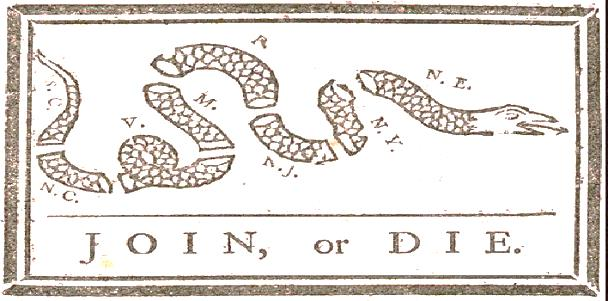 S. C.
N. C.
V.
M.
N. J.
N. Y.
N. E.
JOIN, or DIE.